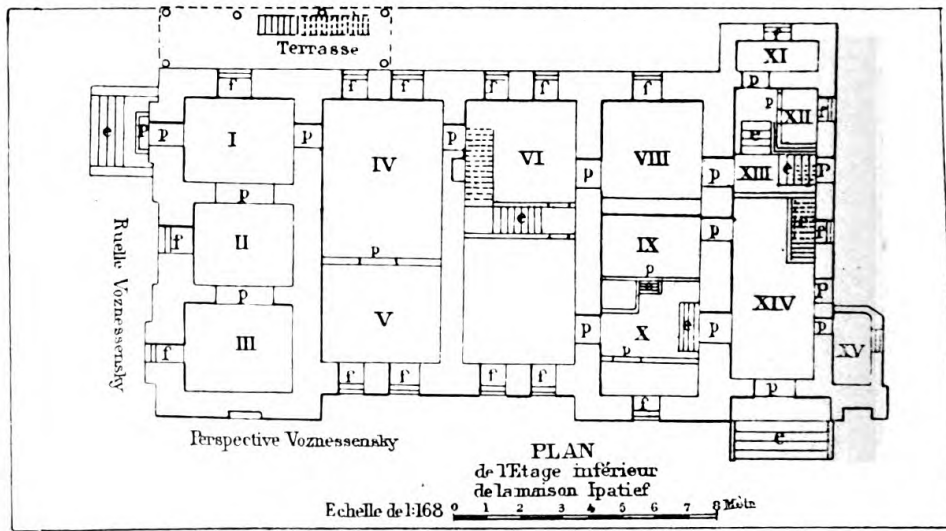 Terrasse
f
XI
p
f f f f f f
p
XII
f
e
P
p
I
p
IV
p
VI
VIII
e
p
p
XIII
e
P
p
e
e
f
II
IX
p
f
p
p
p
e
XIV
P
f
III
V
p
X
e
p
p
XV
p
f f f f
f
p
e
Ruelle Voznessensky
Perspective Voznessensky
PLAN
de l'Etage inférieur
de la maison Ipatief
Echelle de 1:168 0 1 2 3 4 5 6 7 8 Mètr